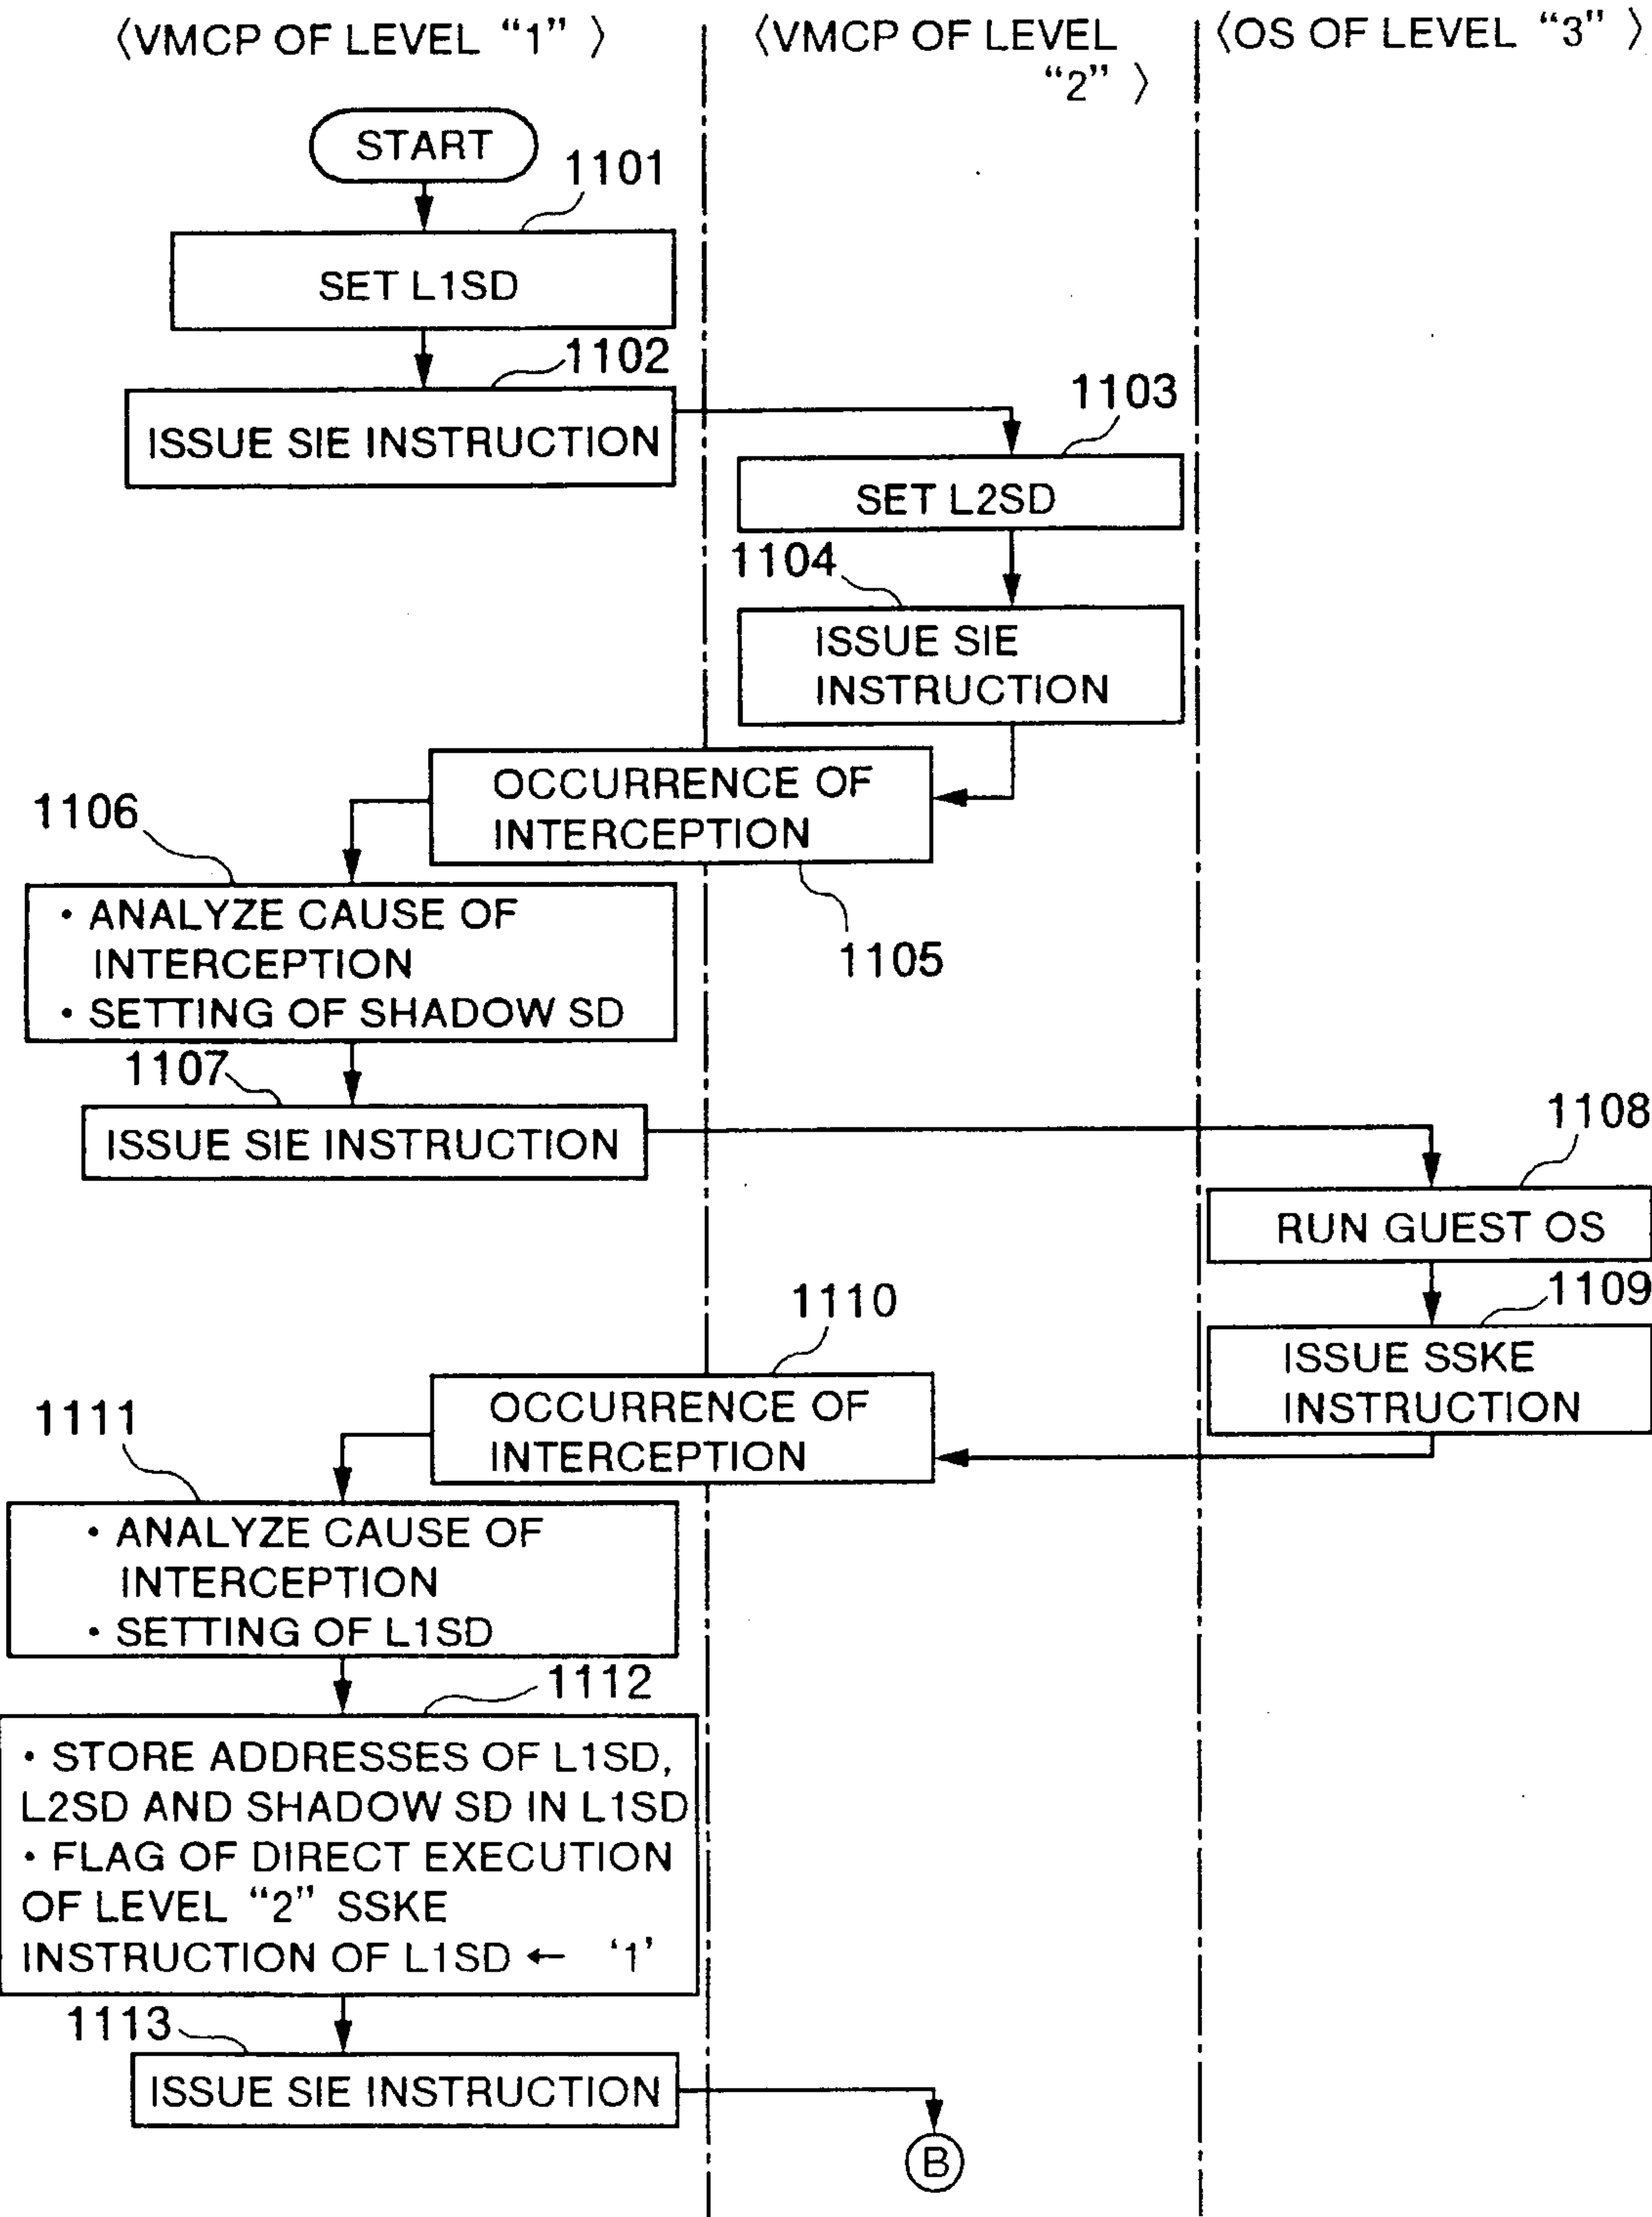 〈VMCP OF LEVEL “1” 〉
〈VMCP OF LEVEL
“2” 〉
〈OS OF LEVEL “3” 〉
START
1101
SET L1SD
1102
ISSUE SIE INSTRUCTION
1103
SET L2SD
1104
ISSUE SIE
INSTRUCTION
OCCURRENCE OF
INTERCEPTION
1105
1106
• ANALYZE CAUSE OF
INTERCEPTION
• SETTING OF SHADOW SD
1107
ISSUE SIE INSTRUCTION
1108
RUN GUEST OS
1109
ISSUE SSKE
INSTRUCTION
1110
OCCURRENCE OF
INTERCEPTION
1111
• ANALYZE CAUSE OF
INTERCEPTION
• SETTING OF L1SD
1112
• STORE ADDRESSES OF L1SD,
L2SD AND SHADOW SD IN L1SD
• FLAG OF DIRECT EXECUTION
OF LEVEL “2” SSKE
INSTRUCTION OF L1SD ← ‘1’
1113
ISSUE SIE INSTRUCTION
B